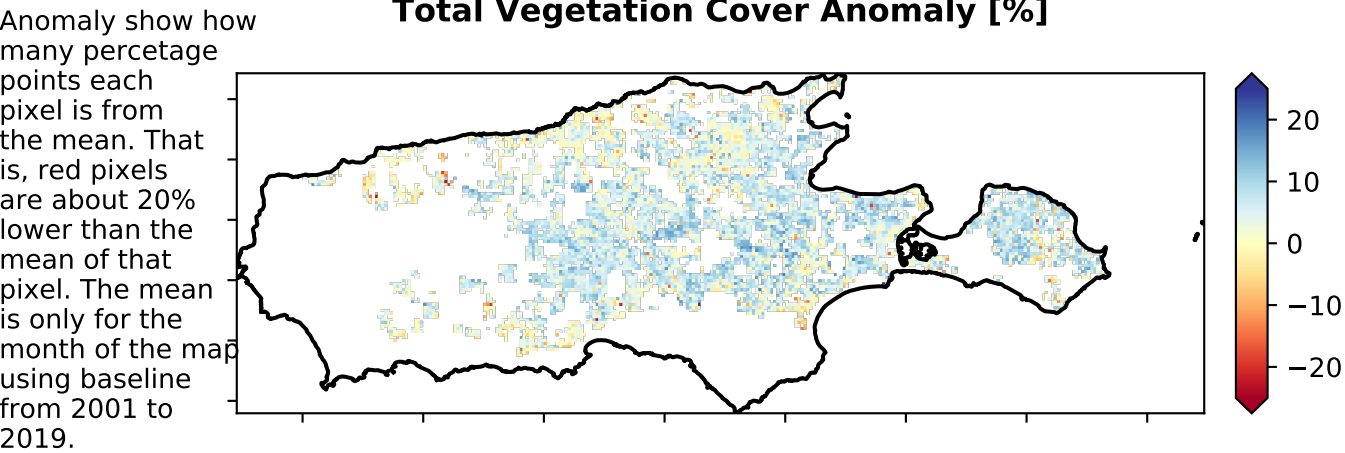 Total Vegetation Cover Anomaly [%]
Anomaly show how
many percetage
points each
pixel is from
the mean. That
is, red pixels
are about 20%
lower than the
mean of that
pixel. The mean
is only for the
month of the map
using baseline
from 2001 to
2019.
20
10
0
−10
−20